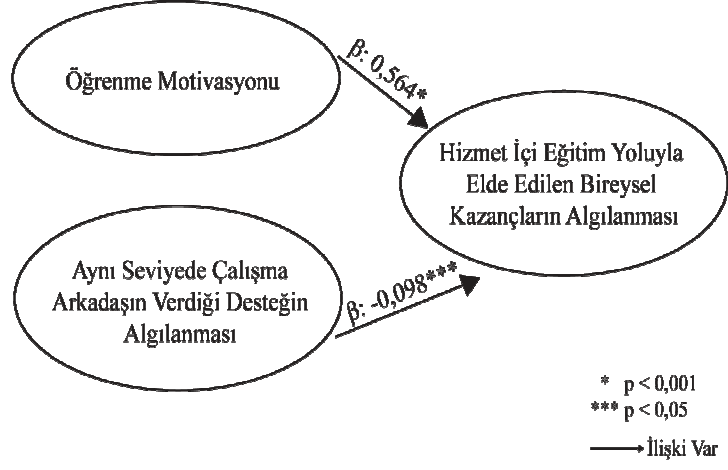 Öğrenme Motivasyonu
β: 0,564*
Hizmet İçi Eğitim Yoluyla
Elde Edilen Bireysel
Kazançların Algılanması
Aynı Seviyede Çalışma
Arkadaşın Verdiği Desteğin
Algılanması
β: -0,098***
* p < 0,001
*** p < 0,05
İlişki Var